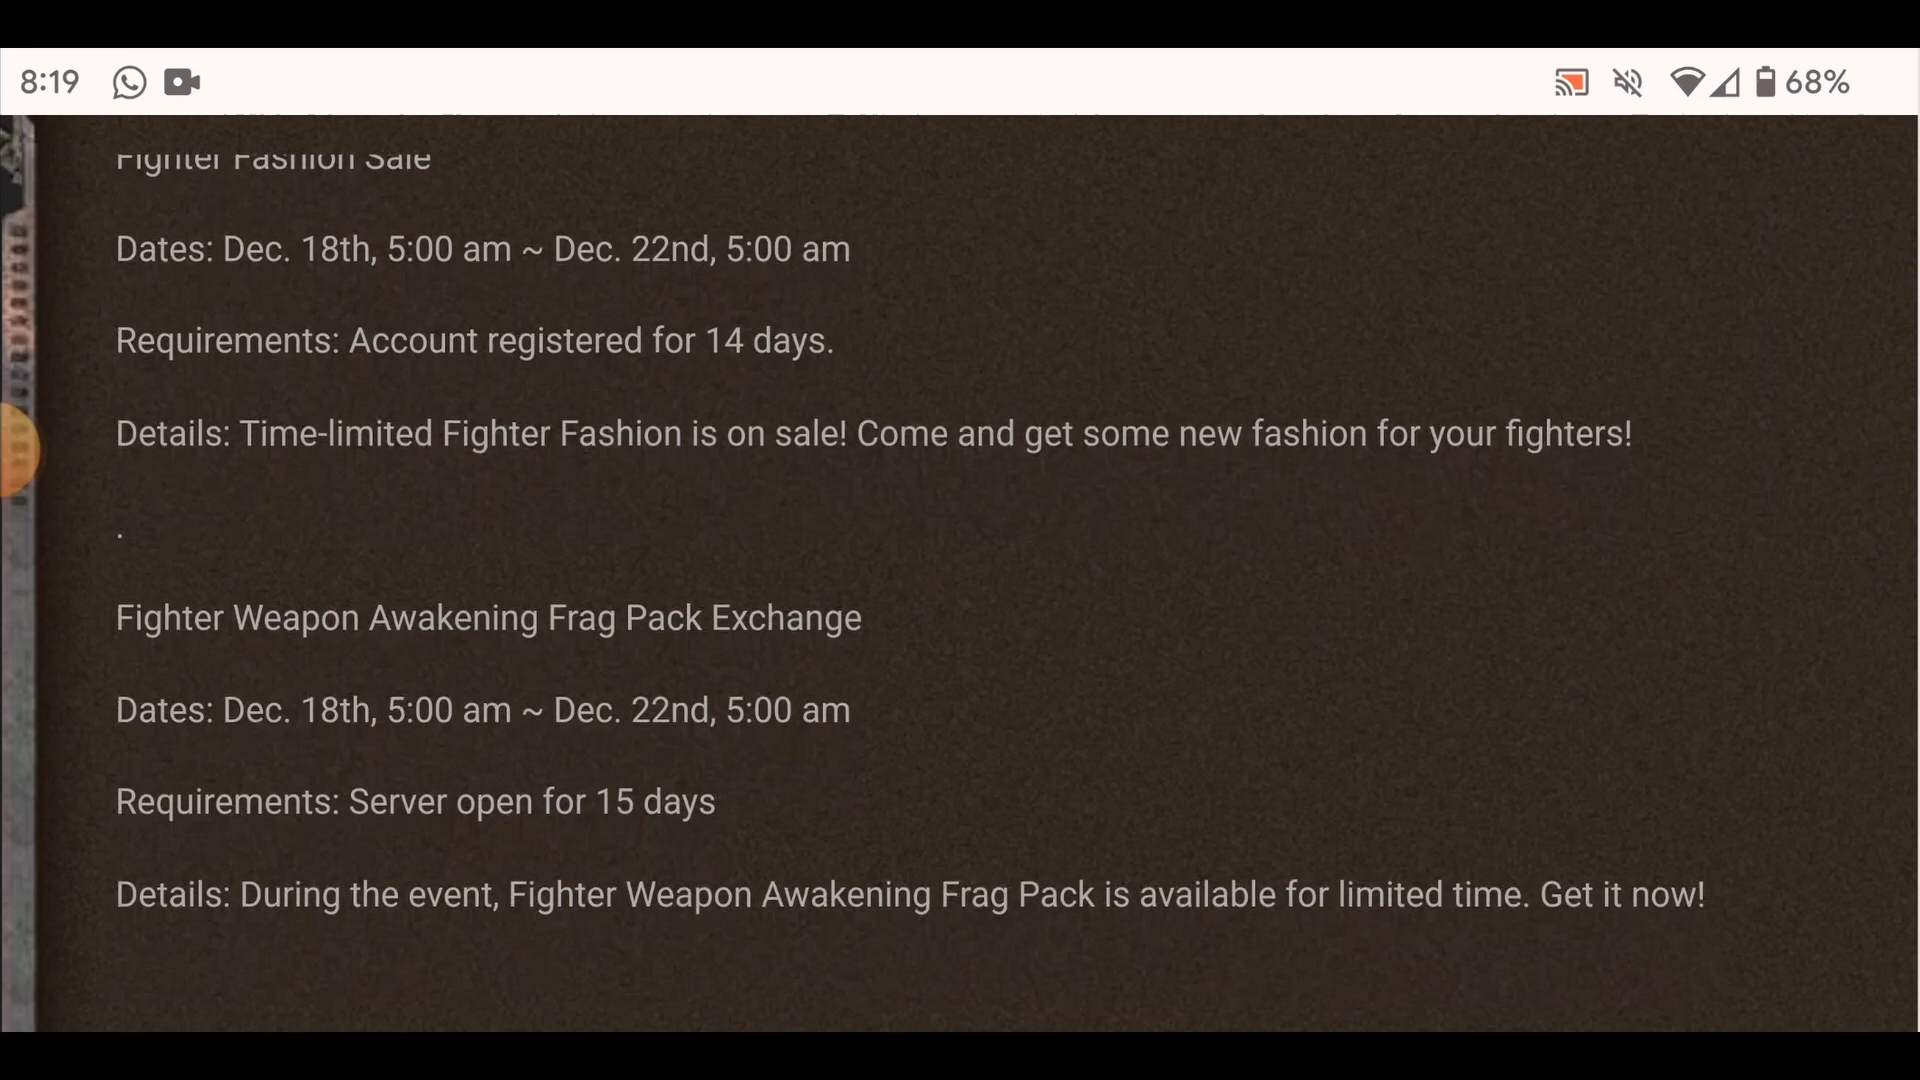 8:19
68%
Fighter Fashion Sale
Dates: Dec. 18th, 5:00 am ~ Dec. 22nd, 5:00 am
Requirements: Account registered for 14 days.
Details: Time-limited Fighter Fashion is on sale! Come and get some new fashion for your fighters!
.
Fighter Weapon Awakening Frag Pack Exchange
Dates: Dec. 18th, 5:00 am ~ Dec. 22nd, 5:00 am
Requirements: Server open for 15 days
Details: During the event, Fighter Weapon Awakening Frag Pack is available for limited time. Get it now!